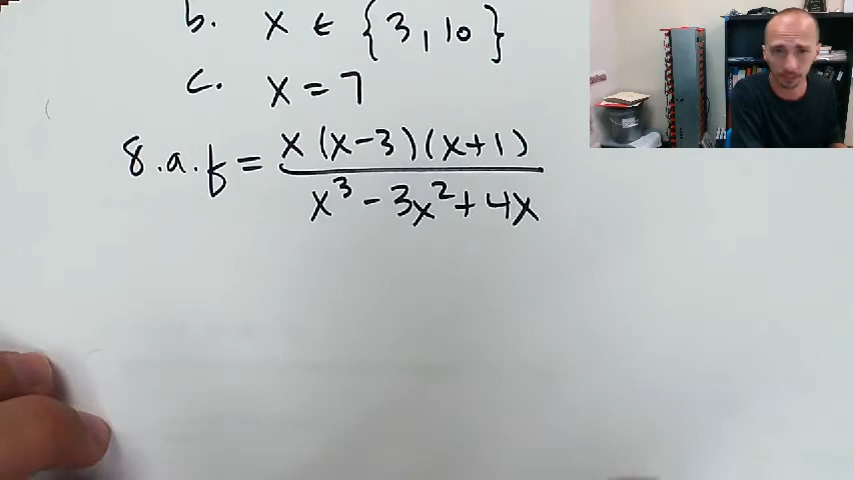 b. x ∈ {3, 10}
c. x = 7
8. a. f = x(x-3)(x+1)
x³ - 3x² + 4x